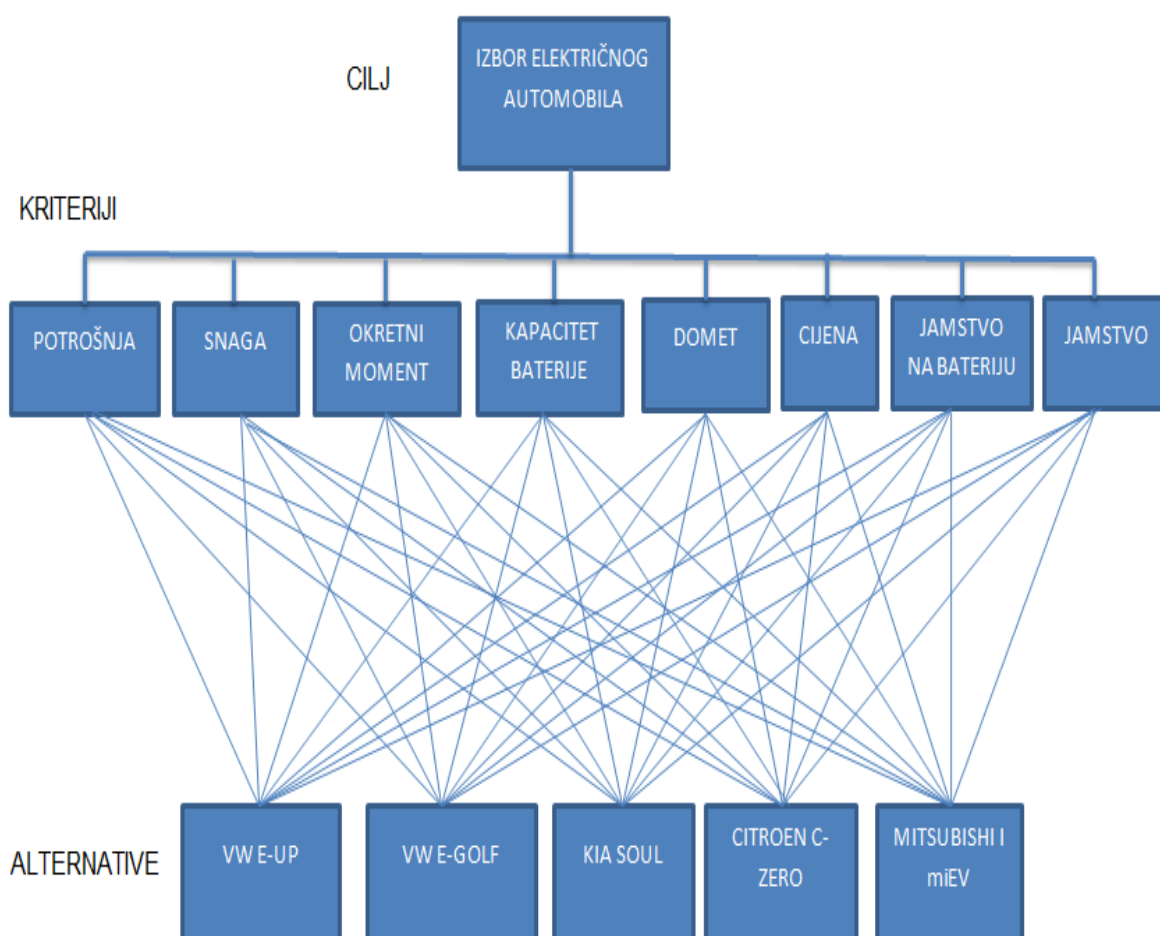 IZBOR ELEKTRIČNOG
AUTOMOBILA
CILJ
KRITERIJI
POTROŠNJA
SNAGA
OKRETNI
MOMENT
KAPACITET
BATERIJE
DOMET
CIJENA
JAMSTVO
NA BATERIJU
JAMSTVO
ALTERNATIVE
VW E-UP
VW E-GOLF
KIA SOUL
CITROEN C-
ZERO
MITSUBISHI I
miEV